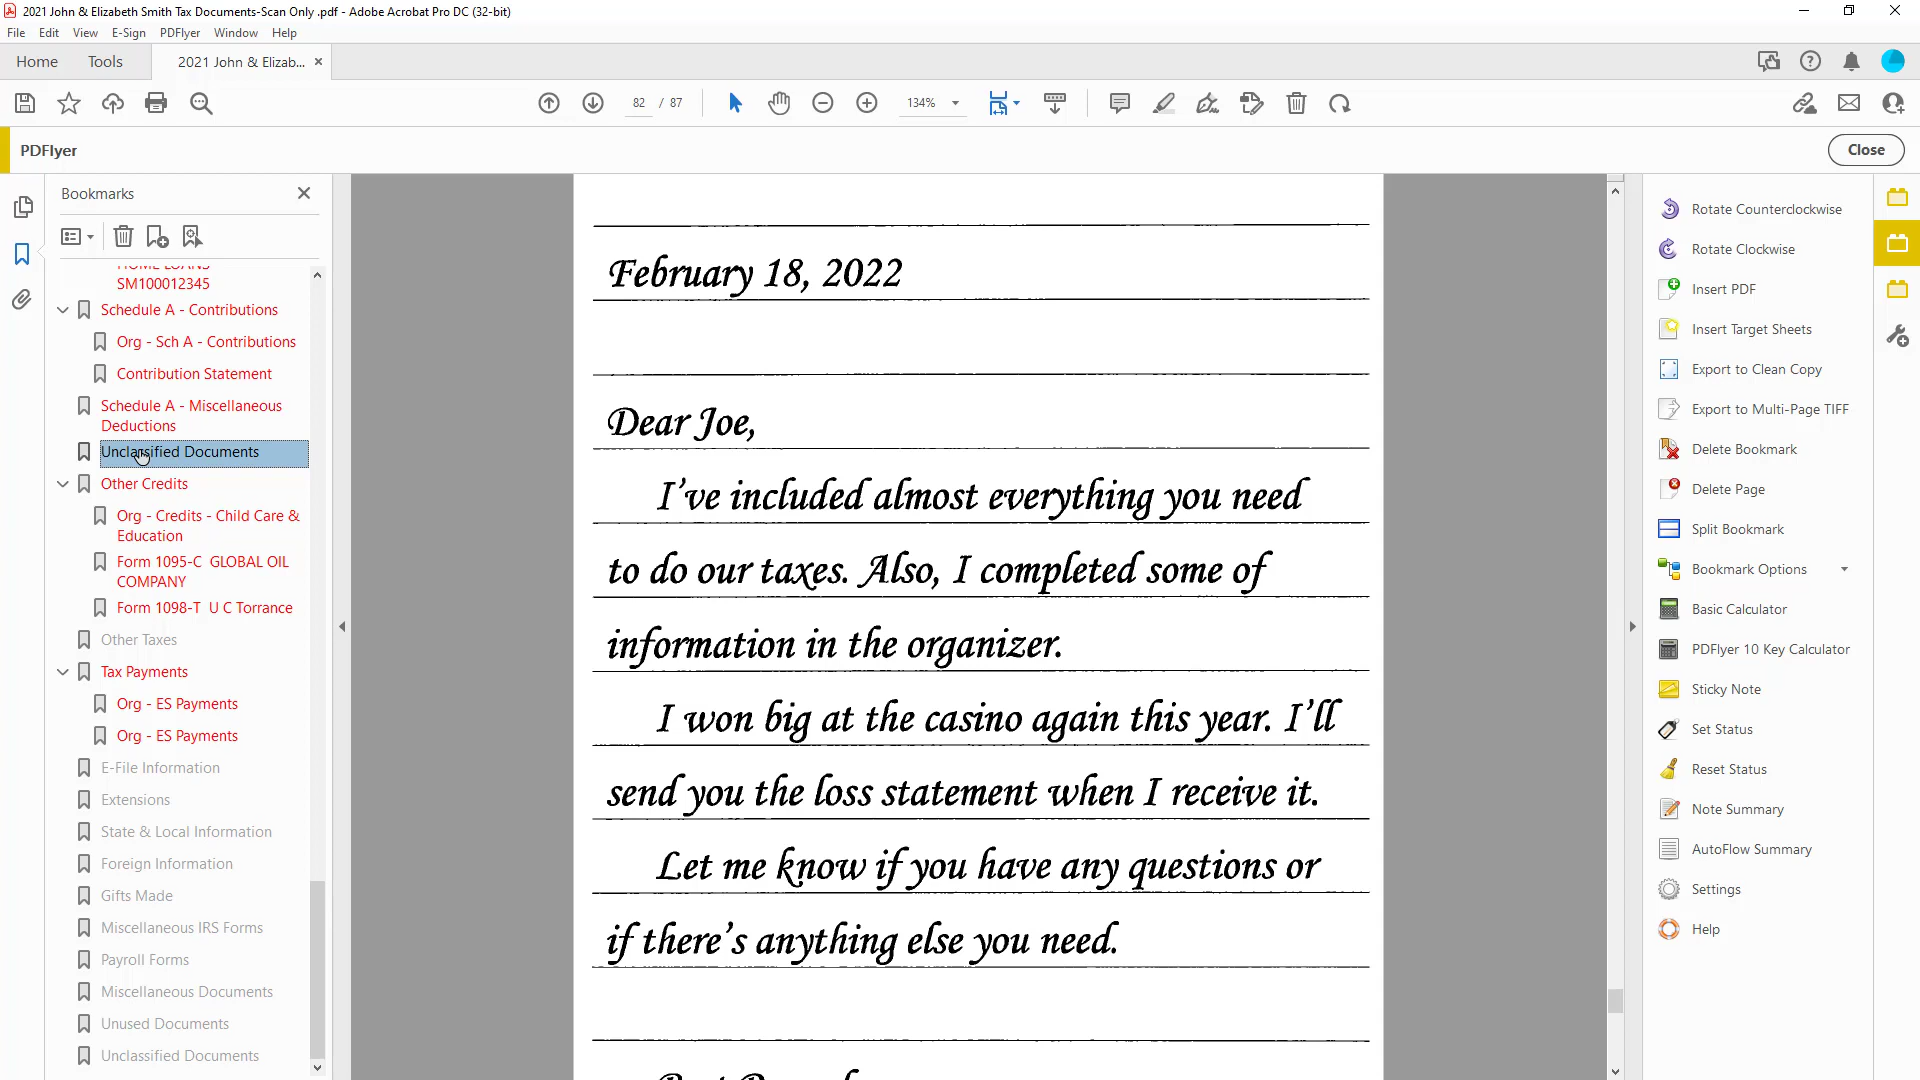 2021 John & Elizabeth Smith Tax Documents-Scan Only .pdf - Adobe Acrobat Pro DC (32-bit)
File Edit View E-Sign PDFlyer Window Help
Home Tools 2021 John & Elizab... ×
82 / 87 134%
PDFlyer Close
Bookmarks
HOME LOANS
SM100012345
Schedule A - Contributions
Org - Sch A - Contributions
Contribution Statement
Schedule A - Miscellaneous
Deductions
Unclassified Documents
Other Credits
Org - Credits - Child Care &
Education
Form 1095-C GLOBAL OIL
COMPANY
Form 1098-T U C Torrance
Other Taxes
Tax Payments
Org - ES Payments
Org - ES Payments
E-File Information
Extensions
State & Local Information
Foreign Information
Gifts Made
Miscellaneous IRS Forms
Payroll Forms
Miscellaneous Documents
Unused Documents
Unclassified Documents
February 18, 2022
Dear Joe,
I've included almost everything you need
to do our taxes. Also, I completed some of
information in the organizer.
I won big at the casino again this year. I'll
send you the loss statement when I receive it.
Let me know if you have any questions or
if there's anything else you need.
Rotate Counterclockwise
Rotate Clockwise
Insert PDF
Insert Target Sheets
Export to Clean Copy
Export to Multi-Page TIFF
Delete Bookmark
Delete Page
Split Bookmark
Bookmark Options
Basic Calculator
PDFlyer 10 Key Calculator
Sticky Note
Set Status
Reset Status
Note Summary
AutoFlow Summary
Settings
Help